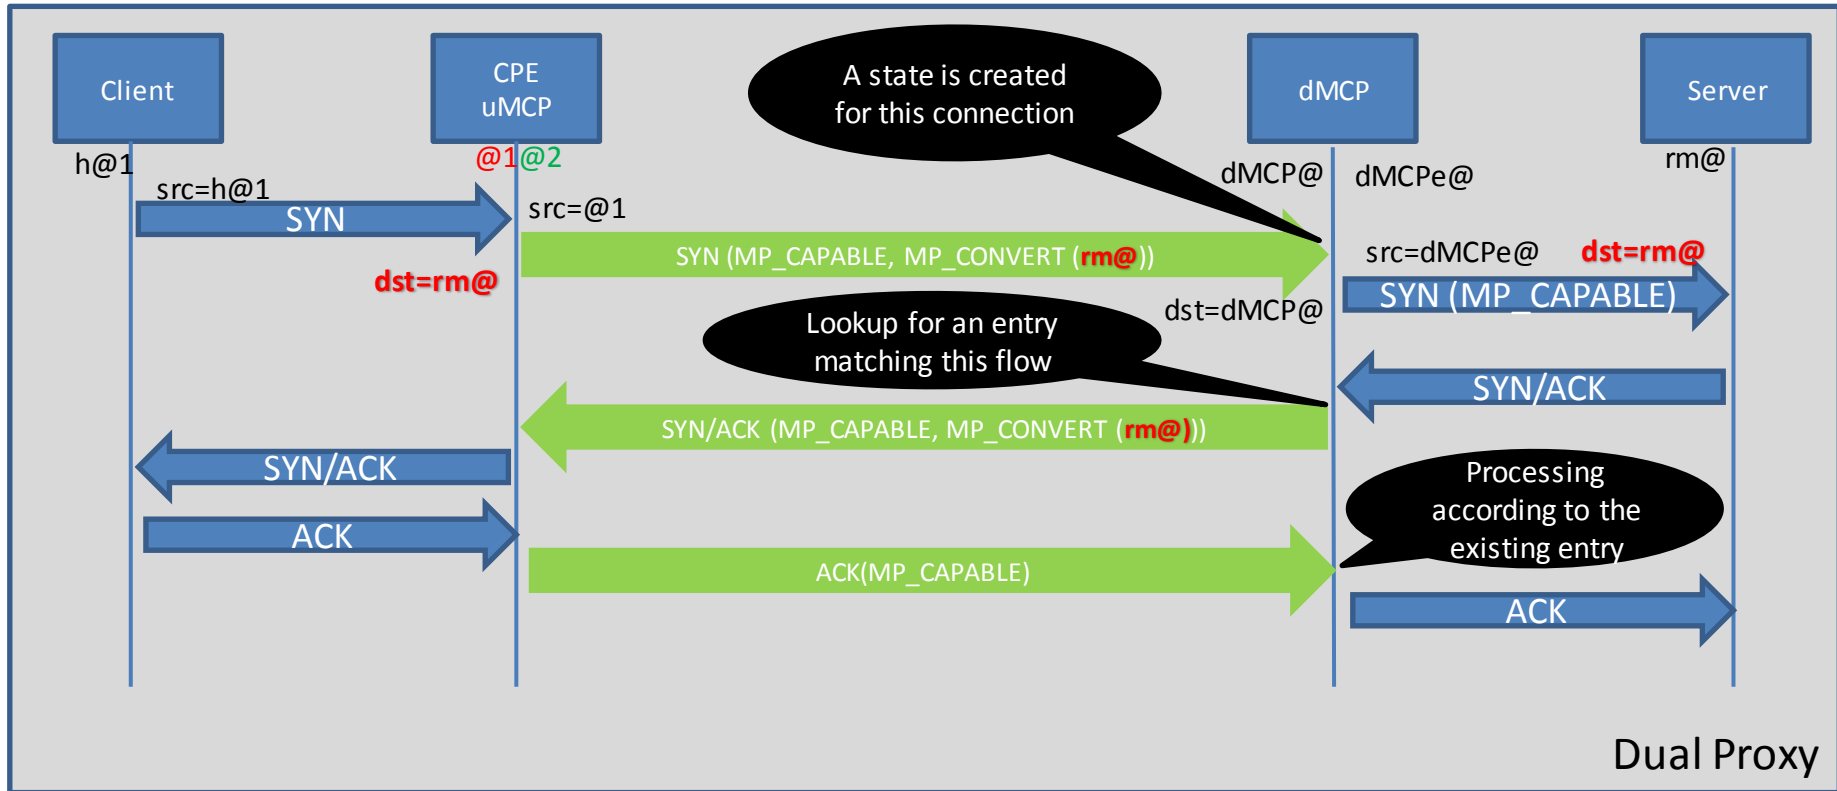 Client
CPE
uMCP
A state is created
for this connection
dMCP
Server
h@1
@1@2
dMCP@
dMCPe@
rm@
src=h@1
SYN
src=@1
dst=rm@
SYN (MP_CAPABLE, MP_CONVERT (rm@))
src=dMCPe@
dst=rm@
SYN (MP_CAPABLE)
dst=dMCP@
Lookup for an entry
matching this flow
SYN/ACK
SYN/ACK (MP_CAPABLE, MP_CONVERT (rm@)))
SYN/ACK
Processing
according to the
existing entry
ACK
ACK(MP_CAPABLE)
ACK
Dual Proxy